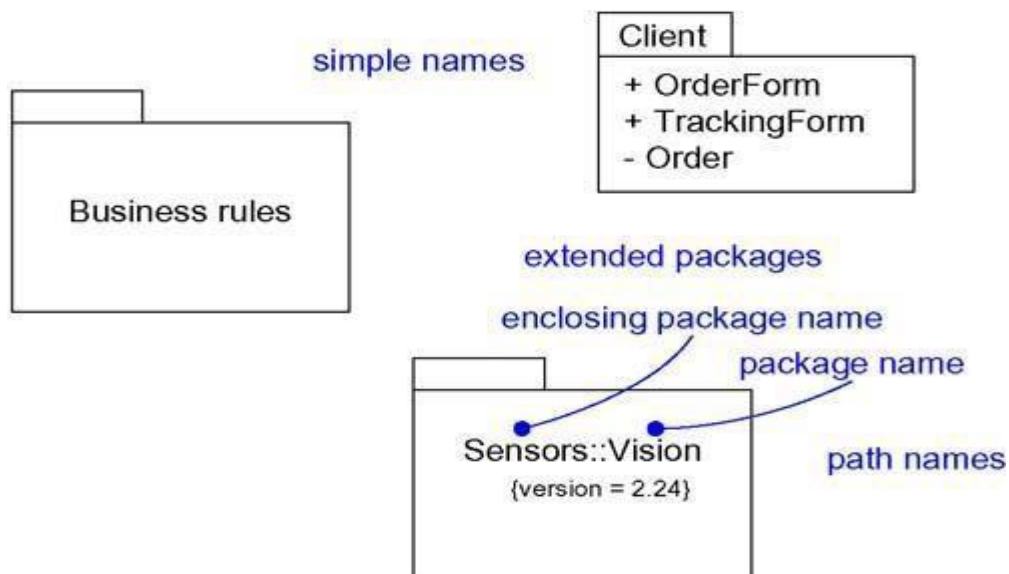 simple names
Client
+ OrderForm
+ TrackingForm
- Order
Business rules
extended packages
enclosing package name
package name
Sensors::Vision
{version = 2.24}
path names